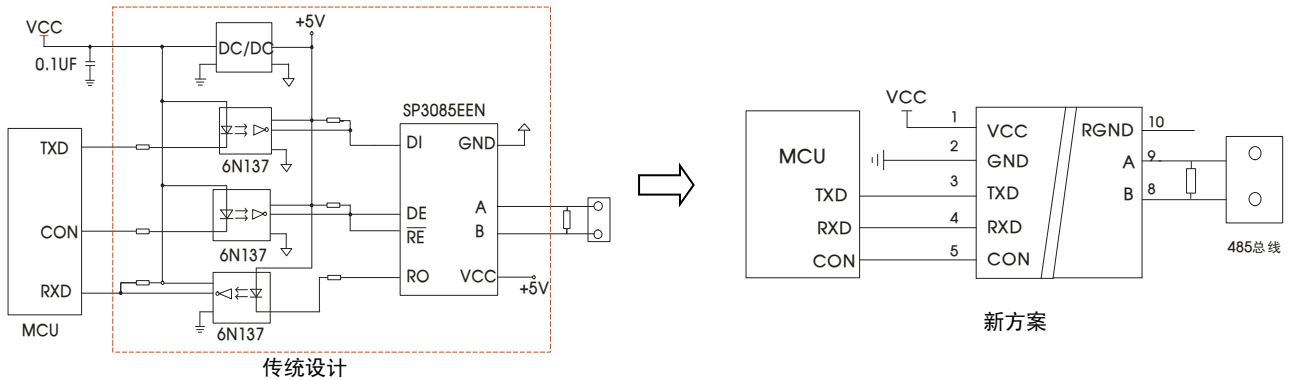 VCC
0.1UF
DC/DC
+5V
6N137
6N137
6N137
TXD
CON
RXD
MCU
SP3085EEN
DI
DE
RE
RO
GND
A
B
VCC
+5V
传统设计
MCU
TXD
RXD
CON
VCC
1
2
3
4
5
VCC
GND
TXD
RXD
CON
RGND
A
B
10
9
8
485总线
新方案